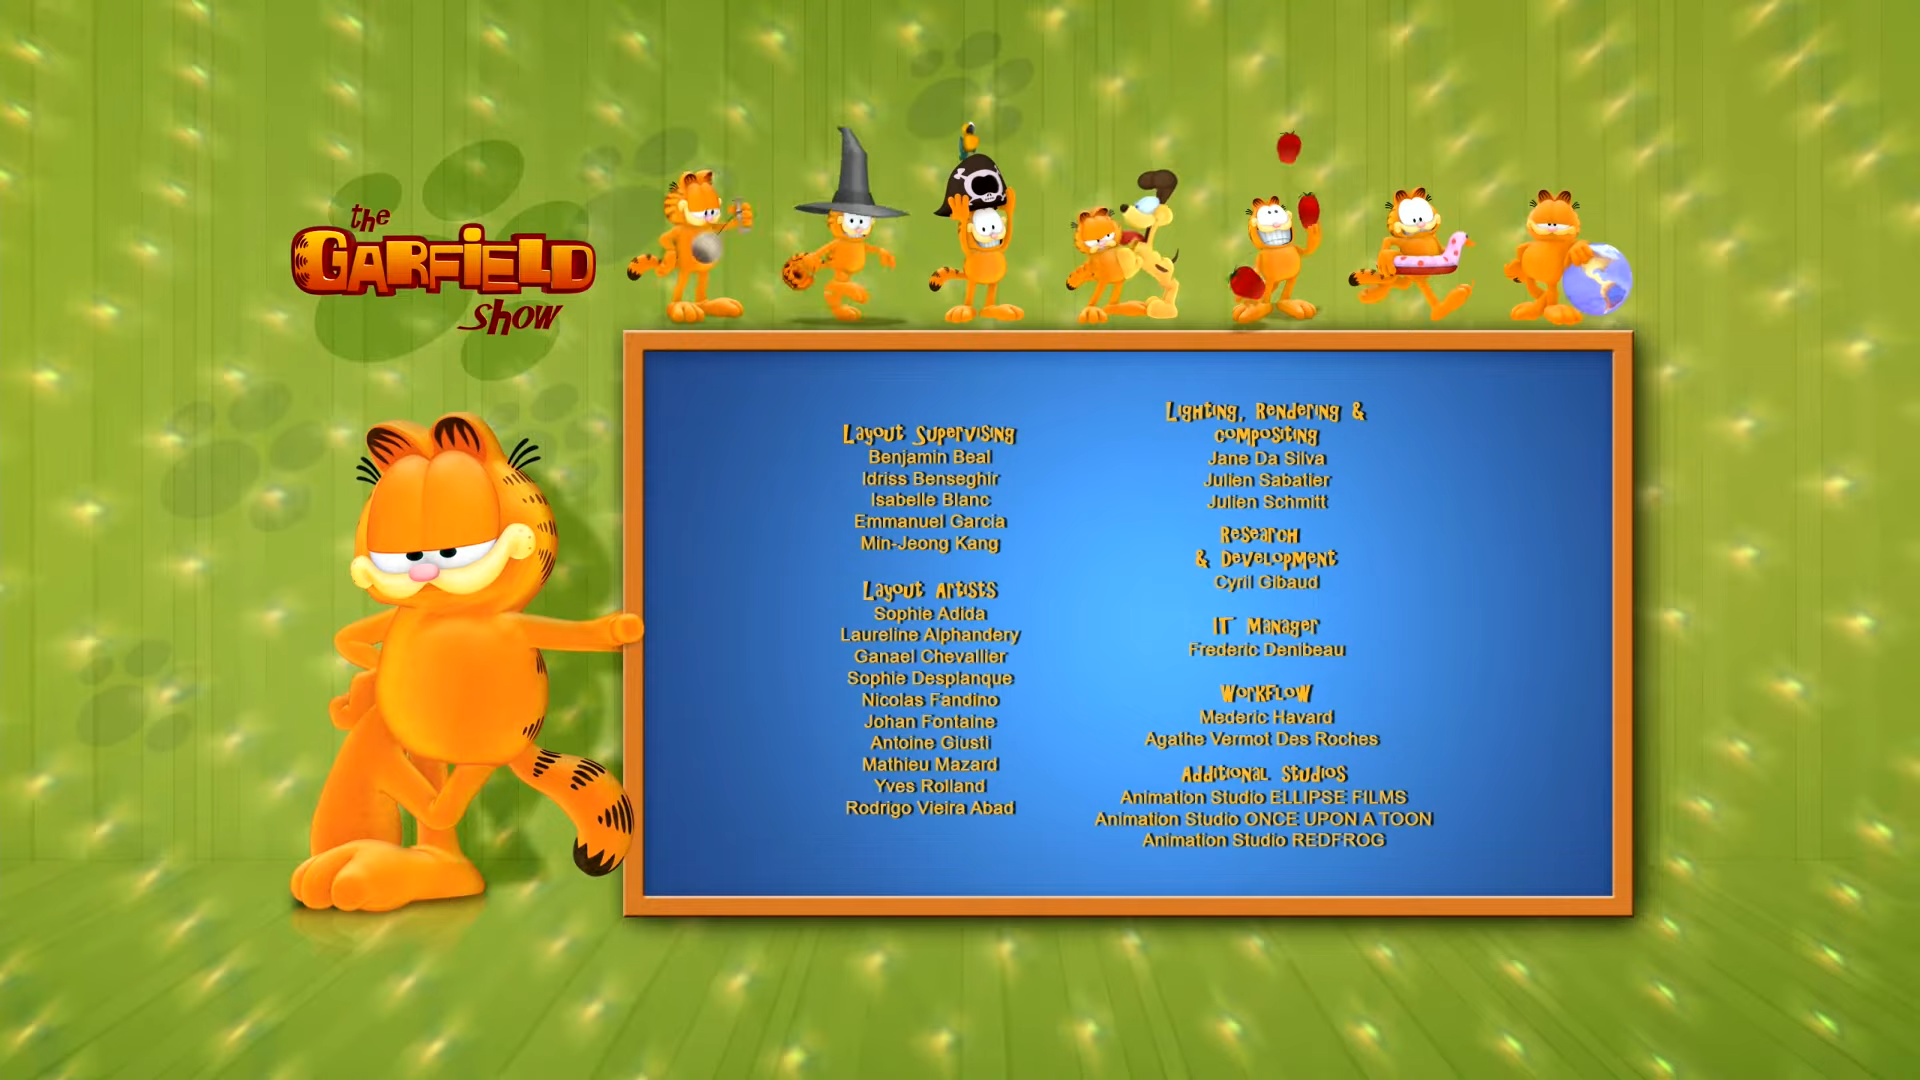 the
GARFIELD
show
Layout Supervising
Benjamin Beal
Idriss Benseghir
Isabelle Blanc
Emmanuel Garcia
Min-Jeong Kang
Layout Artists
Sophie Adida
Laureline Alphandery
Ganael Chevallier
Sophie Desplanque
Nicolas Fandino
Johan Fontaine
Antoine Giusti
Mathieu Mazard
Yves Rolland
Rodrigo Vieira Abad
Lighting, Rendering &
compositing
Jane Da Silva
Julien Sabatier
Julien Schmitt
Research
& Development
Cyril Gibaud
IT Manager
Frederic Denibeau
Workflow
Mederic Havard
Agathe Vermot Des Roches
Additional Studios
Animation Studio ELLIPSE FILMS
Animation Studio ONCE UPON A TOON
Animation Studio REDFROG